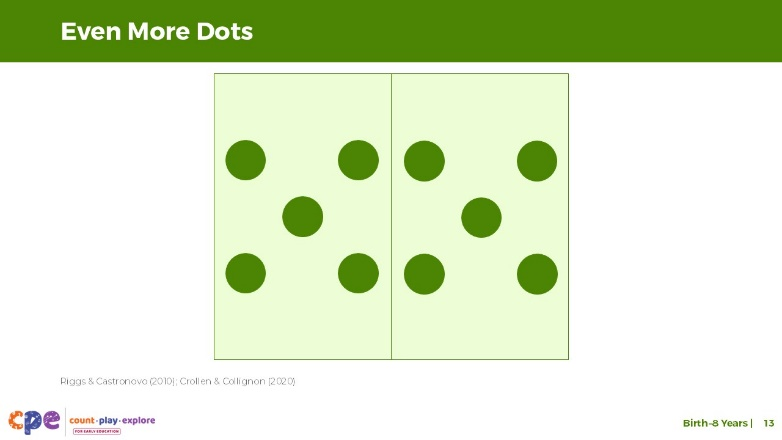 Even More Dots
Riggs & Castronovo (2010); Crollen & Collignon (2020)
cpe
count·play·explore
FOR EARLY EDUCATION
Birth–8 Years | 13